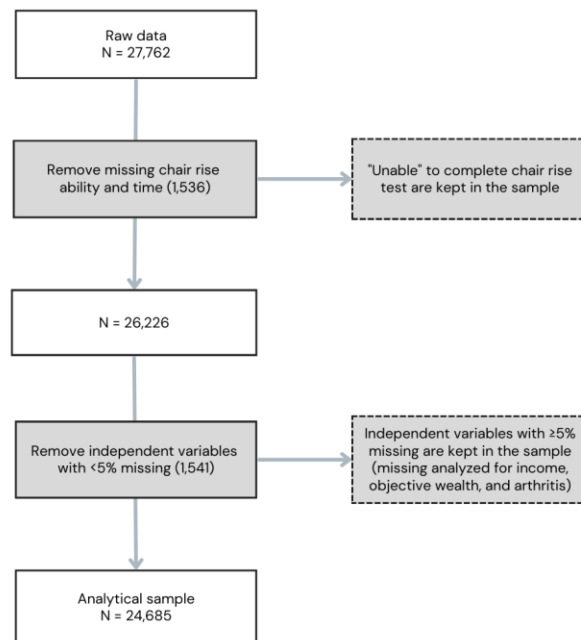 Raw data
N = 27,762
Remove missing chair rise
ability and time (1,536)
"Unable" to complete chair rise
test are kept in the sample
N = 26,226
Remove independent variables
with <5% missing (1,541)
Independent variables with ≥5%
missing are kept in the sample
(missing analyzed for income,
objective wealth, and arthritis)
Analytical sample
N = 24,685